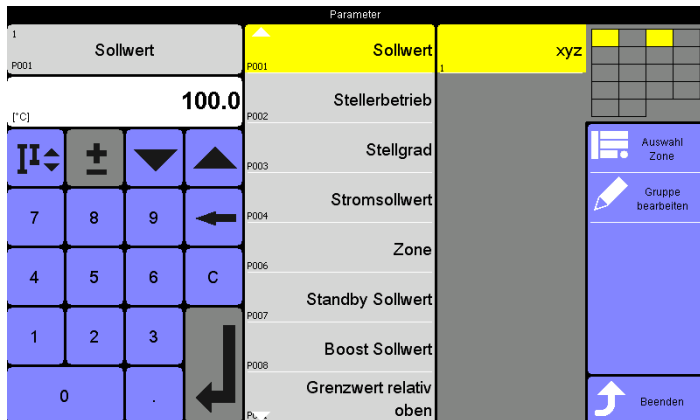 Parameter
1
Sollwert
P001
100.0
[°C]
7
8
9
4
5
6
C
1
2
3
0
.
Sollwert
P001
Stellerbetrieb
P002
Stellgrad
P003
Stromsollwert
P004
Zone
P006
Standby Sollwert
P007
Boost Sollwert
P008
Grenzwert relativ
oben
xyz
1
Auswahl
Zone
Gruppe
bearbeiten
Beenden